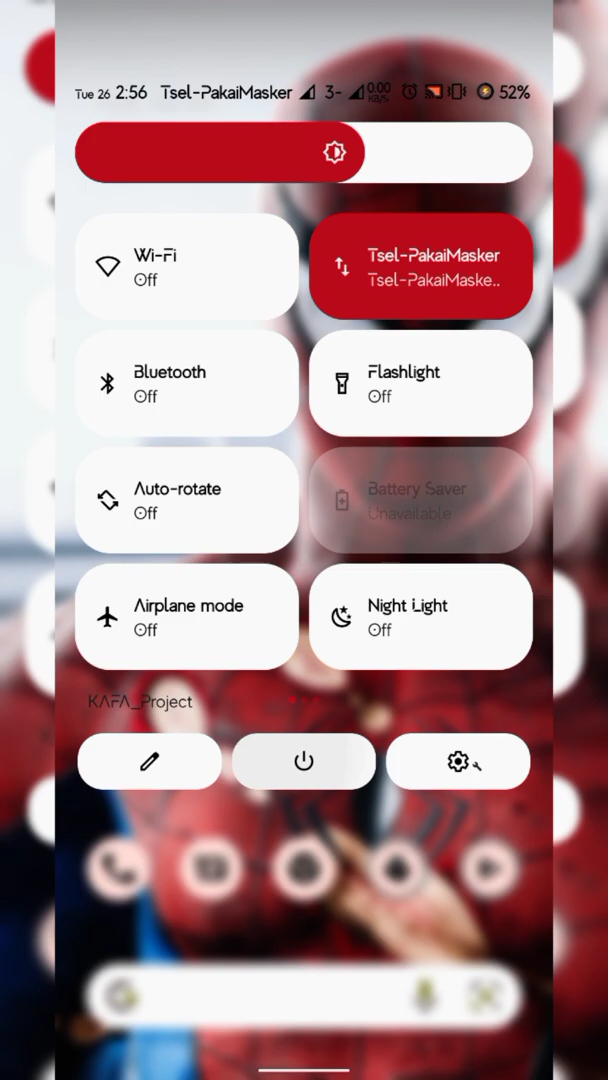 Tue 26 2:56 Tsel-PakaiMasker 3- 0.00 KB/S 52%
Wi-Fi
Off
Tsel-PakaiMasker
Tsel-PakaiMaske..
Bluetooth
Off
Flashlight
Off
Auto-rotate
Off
Battery Saver
Unavailable
Airplane mode
Off
Night Light
Off
KAFA_Project